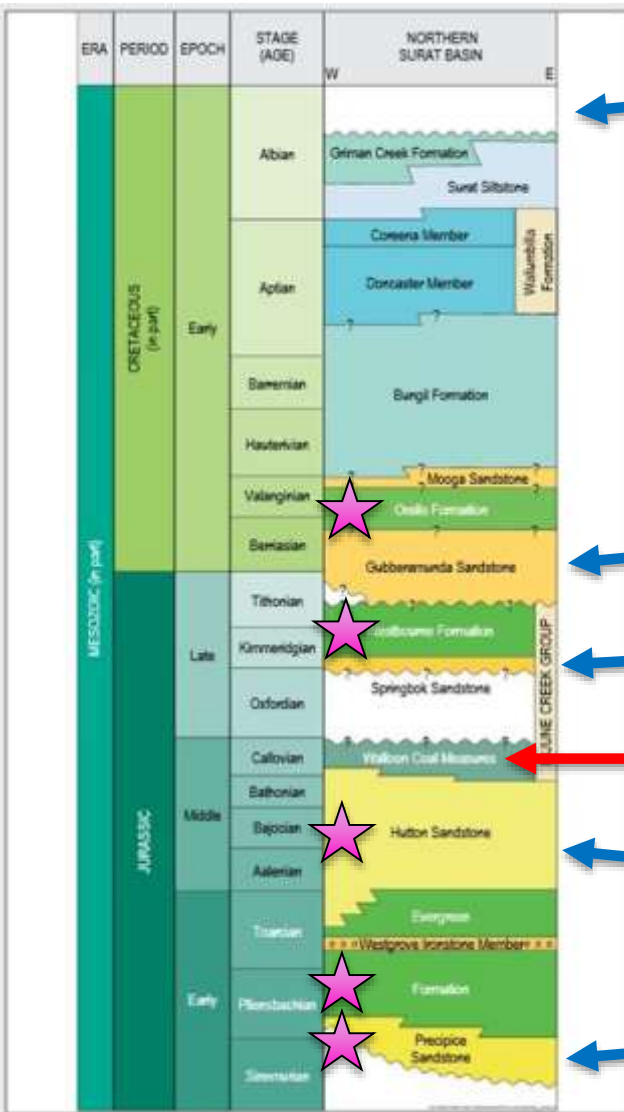 ERA
PERIOD
EPOCH
STAGE
(AGE)
NORTHERN
SURAT BASIN
W
E
MESOZOIC (in part)
CRETACEOUS
(in part)
Early
Albian
Griman Creek Formation
Surat Siltstone
Coreena Member
Wallumbilla
Formation
Aptian
Doncaster Member
?
?
Barremian
Bungil Formation
Hauterivian
?
?
?
Mooga Sandstone
Valanginian
?
?
Orallo Formation
?
?
Berriasian
Gubberamunda Sandstone
JURASSIC
Late
Tithonian
?
?
?
Formation
Kimmeridgian
?
?
?
Springbok Sandstone
Oxfordian
CREEK GROUP
?
?
?
Middle
Callovian
Walloon Coal Measures
Bathonian
Bajocian
Hutton Sandstone
Aalenian
Early
Toarcian
Evergreen
Westgrove Ironstone Member
Pliensbachian
Formation
Precipice
Sandstone
Sinemurian